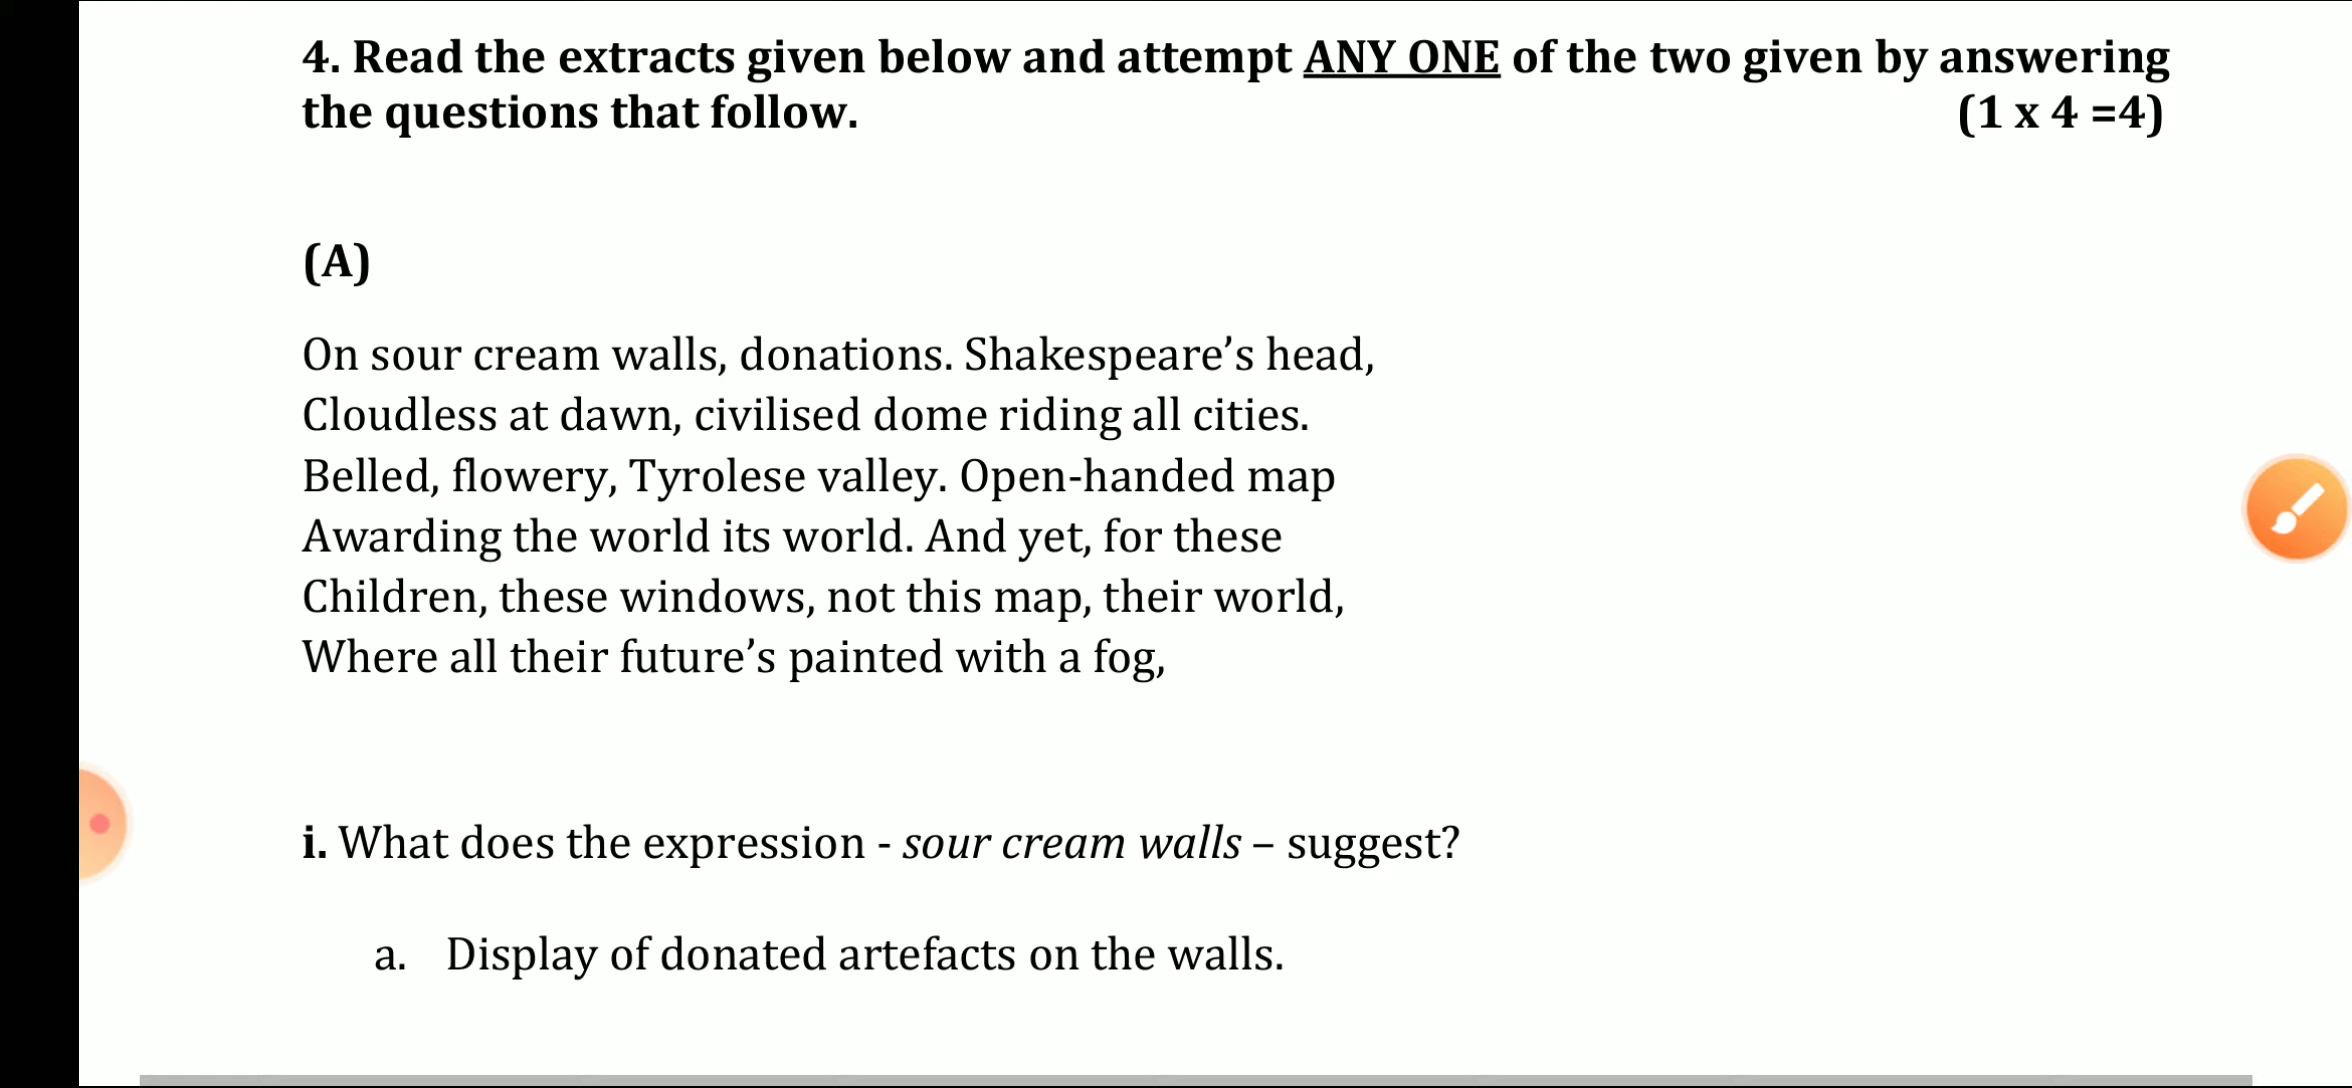 4. Read the extracts given below and attempt ANY ONE of the two given by answering
the questions that follow. (1 x 4 =4)
(A)
On sour cream walls, donations. Shakespeare’s head,
Cloudless at dawn, civilised dome riding all cities.
Belled, flowery, Tyrolese valley. Open-handed map
Awarding the world its world. And yet, for these
Children, these windows, not this map, their world,
Where all their future’s painted with a fog,
i. What does the expression - sour cream walls – suggest?
a. Display of donated artefacts on the walls.